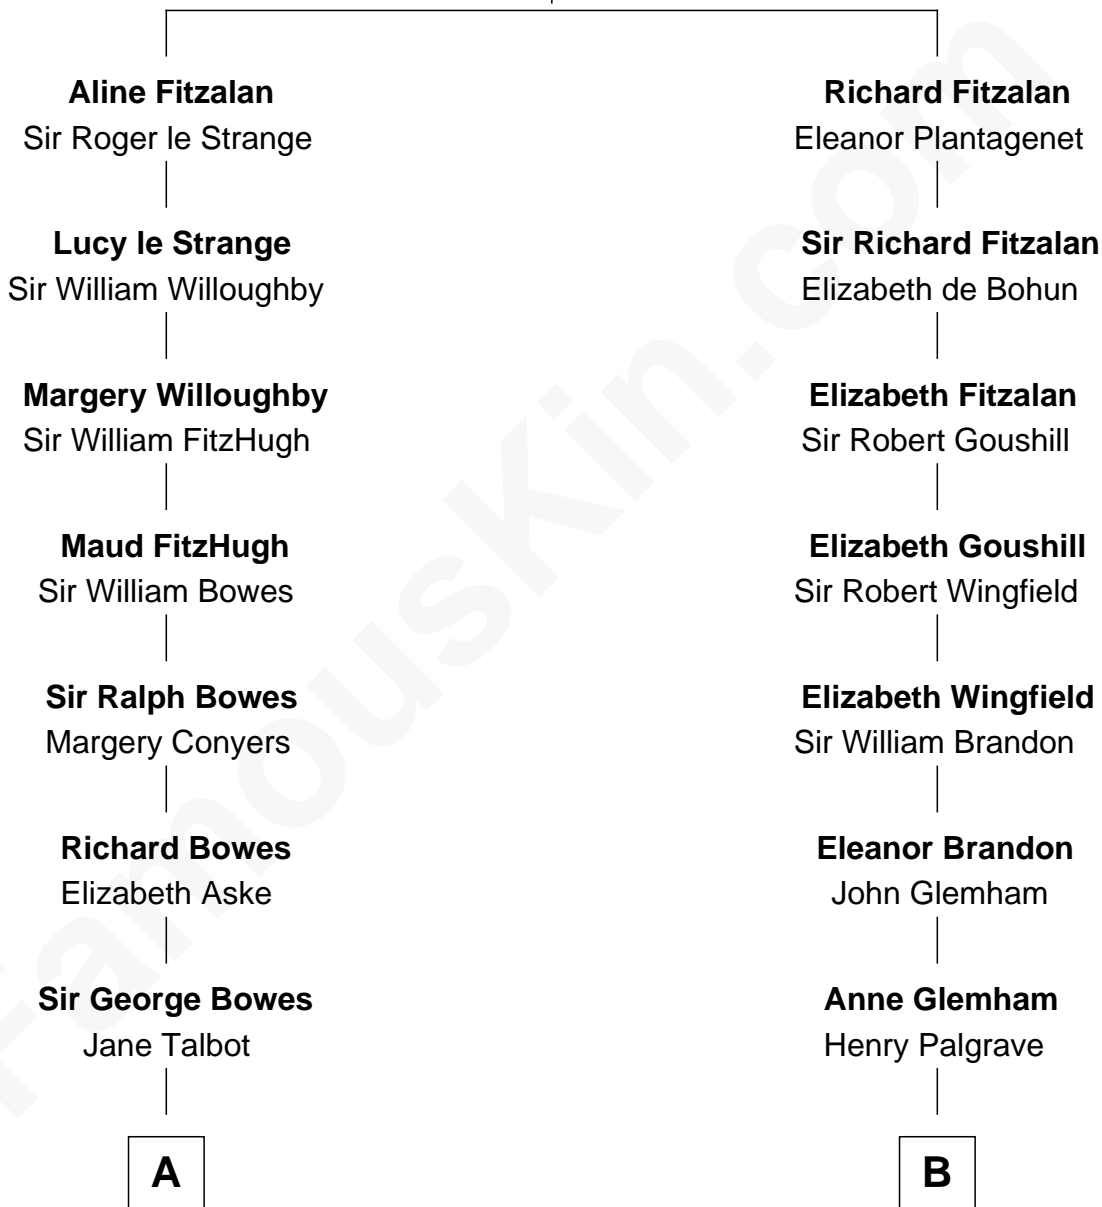 Aline Fitzalan
Sir Roger le Strange
Lucy le Strange
Sir William Willoughby
Margery Willoughby
Sir William FitzHugh
Maud FitzHugh
Sir William Bowes
Sir Ralph Bowes
Margery Conyers
Richard Bowes
Elizabeth Aske
Sir George Bowes
Jane Talbot
A
Richard Fitzalan
Eleanor Plantagenet
Sir Richard Fitzalan
Elizabeth de Bohun
Elizabeth Fitzalan
Sir Robert Goushill
Elizabeth Goushill
Sir Robert Wingfield
Elizabeth Wingfield
Sir William Brandon
Eleanor Brandon
John Glemham
Anne Glemham
Henry Palgrave
B
FamousKin.com